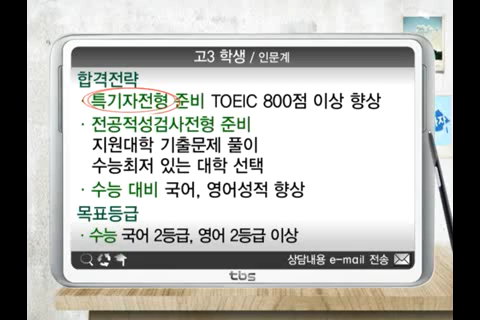 고3 학생 / 인문계
합격전략
· 특기자전형 준비 TOEIC 800점 이상 향상
· 전공적성검사전형 준비
지원대학 기출문제 풀이
수능최저 있는 대학 선택
· 수능 대비 국어, 영어성적 향상
목표등급
· 수능 국어 2등급, 영어 2등급 이상
상담내용 e-mail 전송
tbs